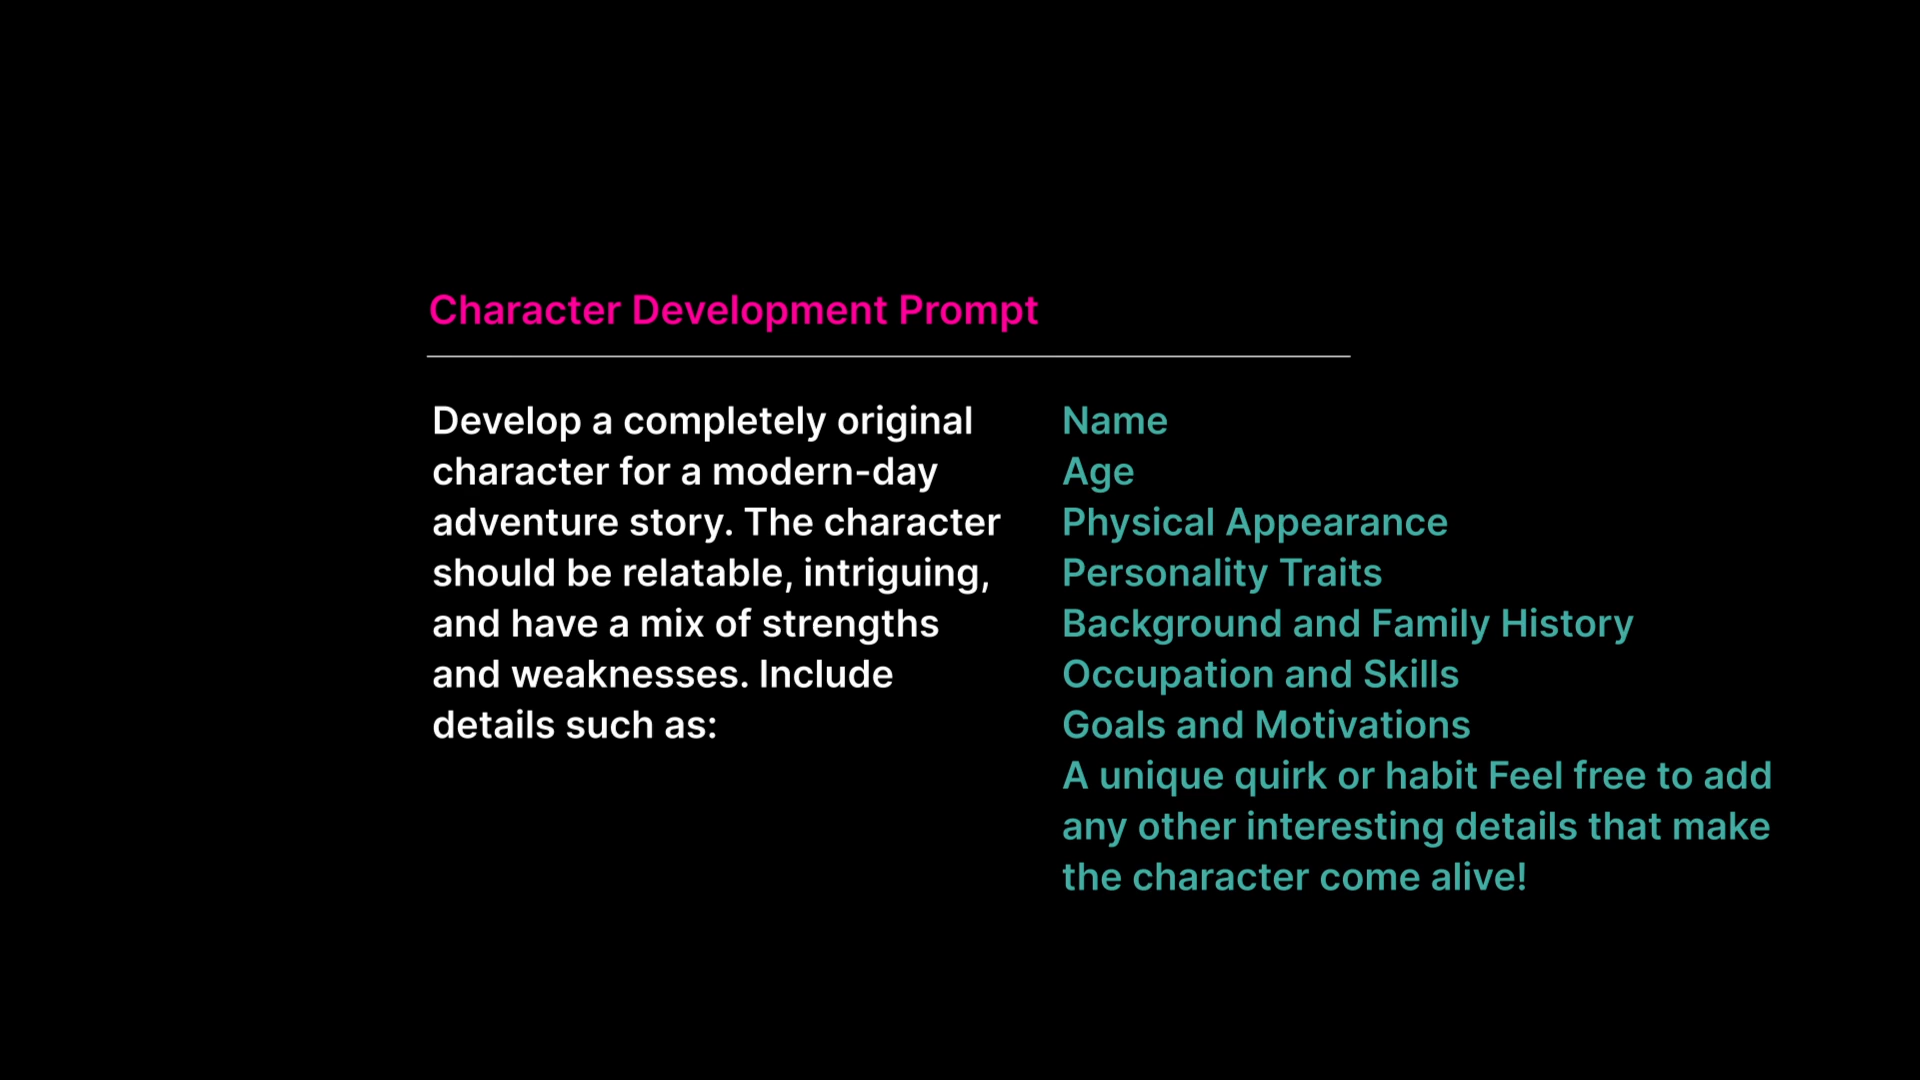 Character Development Prompt
Develop a completely original
character for a modern-day
adventure story. The character
should be relatable, intriguing,
and have a mix of strengths
and weaknesses. Include
details such as:
Name
Age
Physical Appearance
Personality Traits
Background and Family History
Occupation and Skills
Goals and Motivations
A unique quirk or habit Feel free to add
any other interesting details that make
the character come alive!